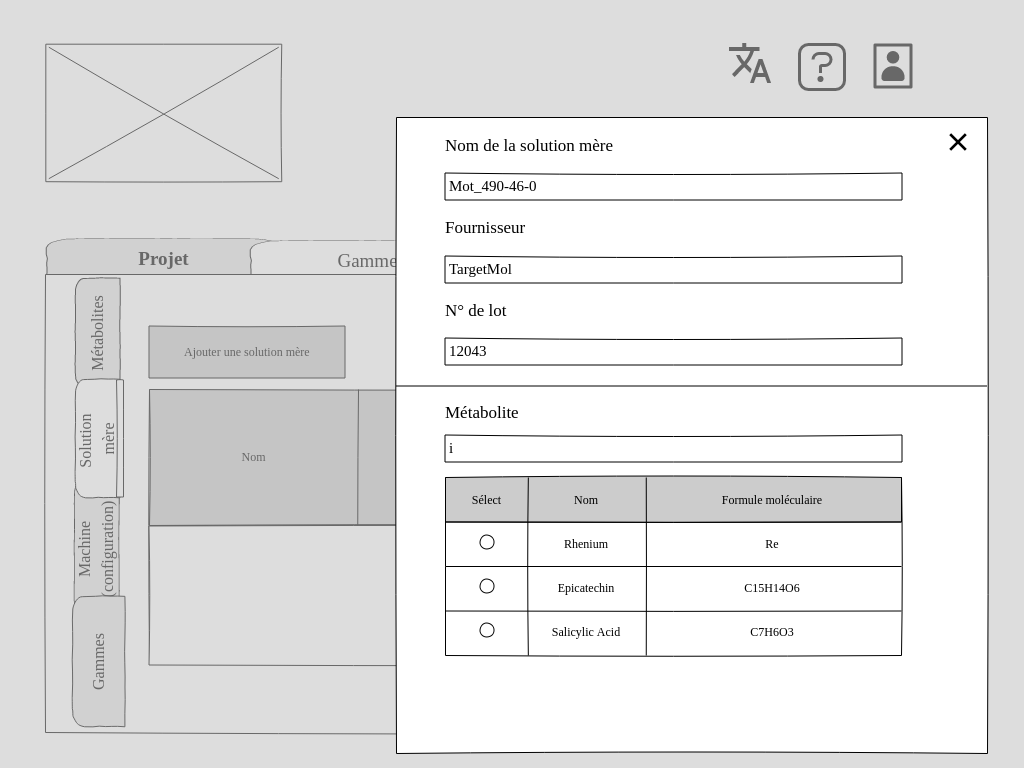 Nom de la solution mère
Mot_490-46-0
Fournisseur
TargetMol
N° de lot
12043
Métabolite
i
Sélect Nom Formule moléculaire
Rhenium Re
Epicatechin C15H14O6
Salicylic Acid C7H6O3
Projet
Gamme
Métabolites
Solution
mère
Machine
(configuration)
Gammes
Ajouter une solution mère
Nom